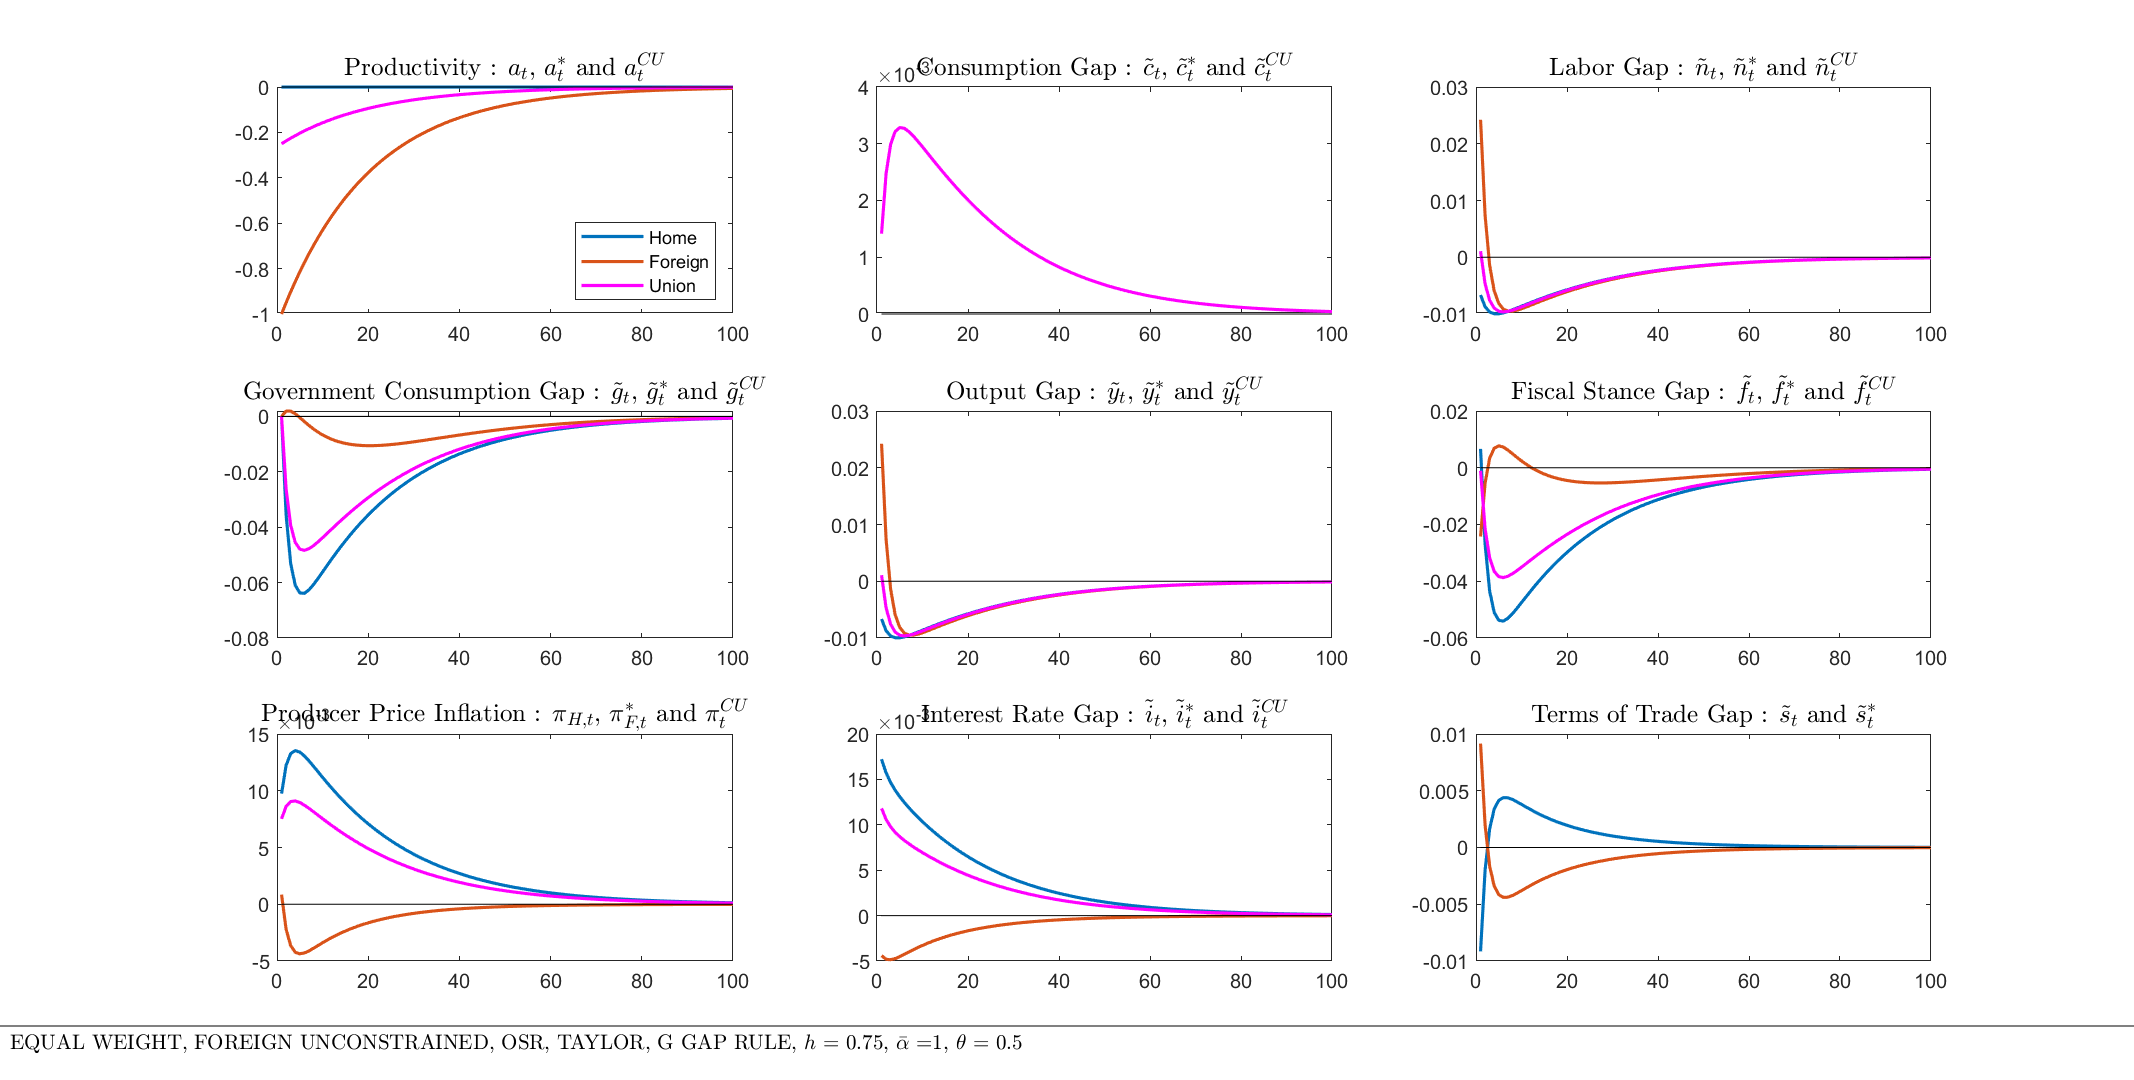 Productivity : a_t, a_t^* and a_t^{CU}
0
-0.2
-0.4
-0.6
-0.8
-1
0 20 40 60 80 100
Home
Foreign
Union
×10^{-3}
Consumption Gap : c̃_t, c̃_t^* and c̃_t^{CU}
4
3
2
1
0
0 20 40 60 80 100
Labor Gap : ñ_t, ñ_t^* and ñ_t^{CU}
0.03
0.02
0.01
0
-0.01
0 20 40 60 80 100
Government Consumption Gap : g̃_t, g̃_t^* and g̃_t^{CU}
0
-0.02
-0.04
-0.06
-0.08
0 20 40 60 80 100
Output Gap : ỹ_t, ỹ_t^* and ỹ_t^{CU}
0.03
0.02
0.01
0
-0.01
0 20 40 60 80 100
Fiscal Stance Gap : f̃_t, f̃_t^* and f̃_t^{CU}
0.02
0
-0.02
-0.04
-0.06
0 20 40 60 80 100
Producer Price Inflation : π_{H,t}, π_{F,t}^* and π_t^{CU}
×10^{-3}
15
10
5
0
-5
0 20 40 60 80 100
×10^{-3}
Interest Rate Gap : ĩ_t, ĩ_t^* and ĩ_t^{CU}
20
15
10
5
0
-5
0 20 40 60 80 100
Terms of Trade Gap : s̃_t and s̃_t^*
0.01
0.005
0
-0.005
-0.01
0 20 40 60 80 100
EQUAL WEIGHT, FOREIGN UNCONSTRAINED, OSR, TAYLOR, G GAP RULE, h = 0.75, ᾱ =1, θ = 0.5